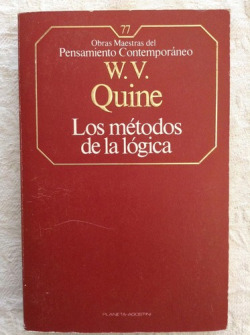 77
Obras Maestras del
Pensamiento Contemporáneo
W. V.
Quine
Los métodos
de la lógica
PLANETA-AGOSTINI